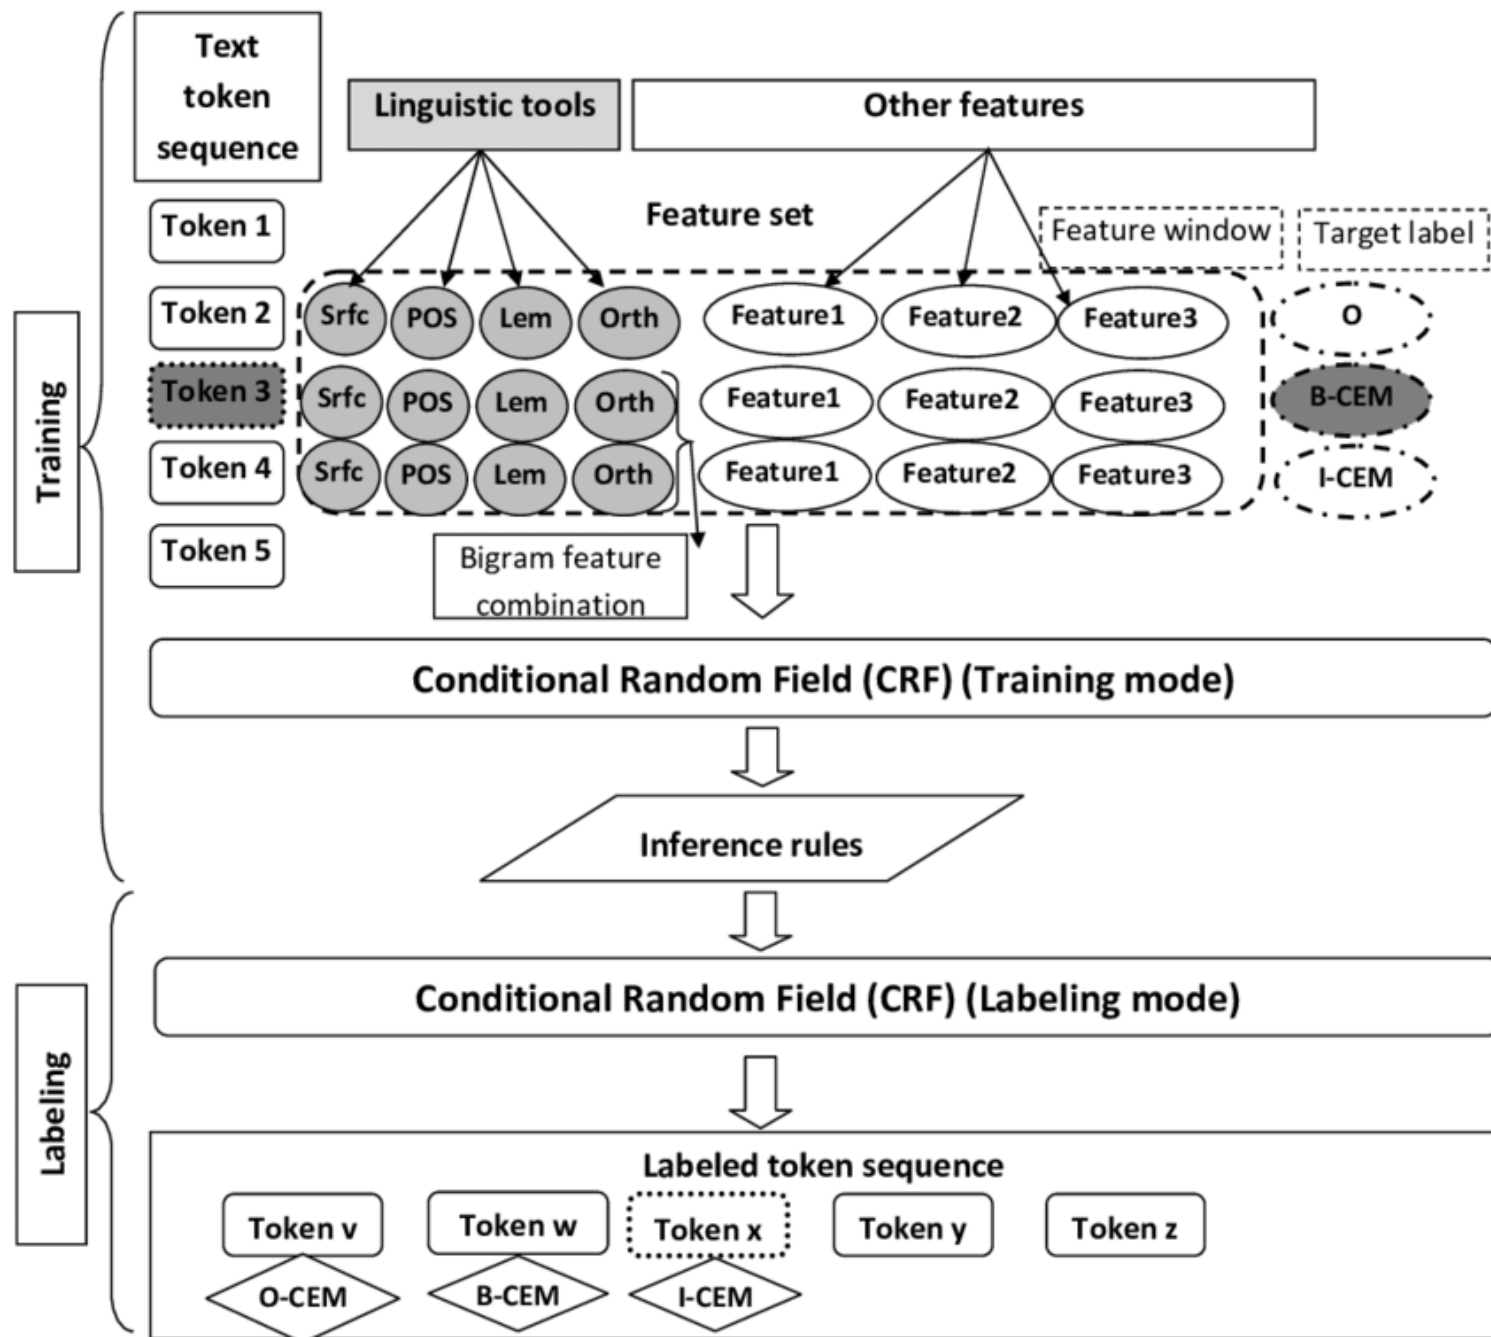 Text
token
sequence
Linguistic tools
Other features
Token 1
Feature set
Feature window
Target label
Token 2
Srfc POS Lem Orth Feature1 Feature2 Feature3 O
Token 3
Srfc POS Lem Orth Feature1 Feature2 Feature3 B-CEM
Token 4
Srfc POS Lem Orth Feature1 Feature2 Feature3 I-CEM
Token 5
Bigram feature
combination
Training
Conditional Random Field (CRF) (Training mode)
Inference rules
Conditional Random Field (CRF) (Labeling mode)
Labeling
Labeled token sequence
Token v Token w Token x Token y Token z
O-CEM B-CEM I-CEM